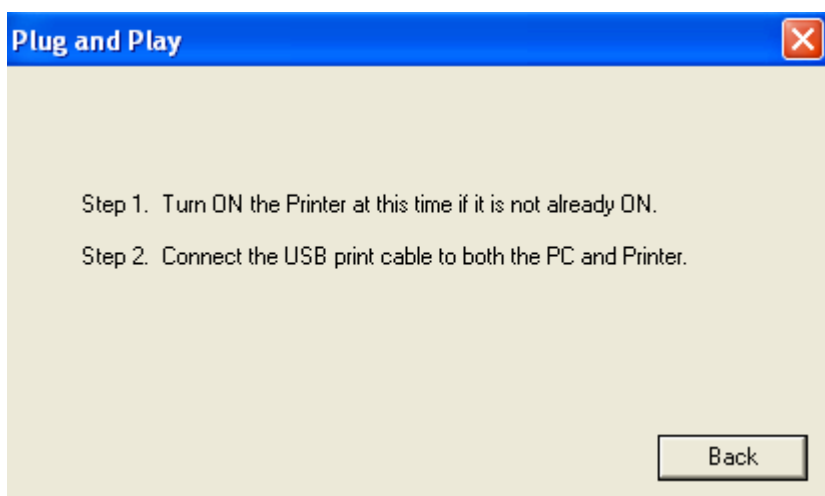 Plug and Play
Step 1. Turn ON the Printer at this time if it is not already ON.
Step 2. Connect the USB print cable to both the PC and Printer.
Back